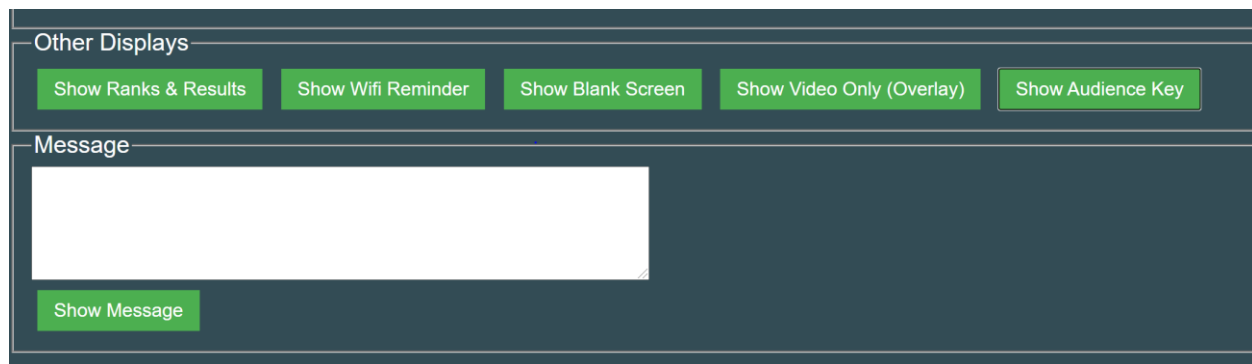 Other Displays
Show Ranks & Results Show Wifi Reminder Show Blank Screen Show Video Only (Overlay) Show Audience Key
Message
Show Message